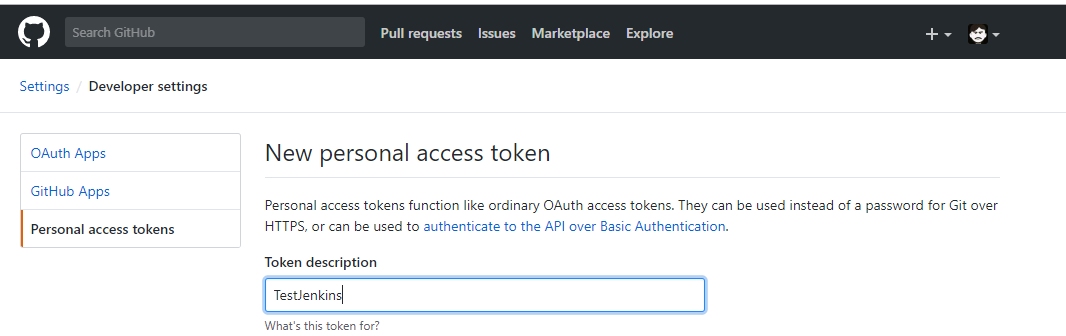 Search GitHub Pull requests Issues Marketplace Explore
Settings / Developer settings
OAuth Apps
GitHub Apps
Personal access tokens
New personal access token
Personal access tokens function like ordinary OAuth access tokens. They can be used instead of a password for Git over
HTTPS, or can be used to authenticate to the API over Basic Authentication.
Token description
TestJenkins
What's this token for?